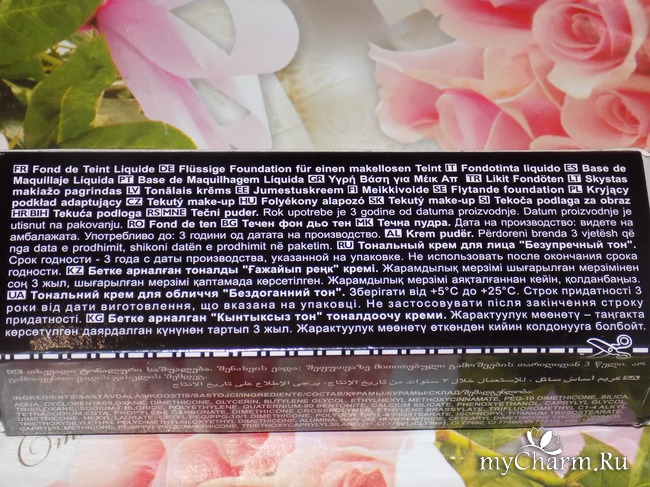 FR Fond de Teint Liquide DE Flüssige Foundation für einen makellosen Teint IT Fondotinta liquido ES Base de
Maquillaje Líquida PT Base de Maquilhagem Líquida GR Υγρή Βάση για Μέικ Απ TR Likit Fondöten LT Skystas
makiažo pagrindas LV Tonālais krēms EE Jumestuskreem FI Meikkivoide SE Flytande foundation PL Kryjący
podkład adaptujący CZ Tekutý make-up HU Folyékony alapozó SK Tekutý make-up SI Tekoča podlaga za obraz
HR BIH Tekuća podloga RS MNE Tečni puder. Rok upotrebe je 3 godine od datuma proizvodnje. Datum proizvodnje je
utisnut na pakovanju. RO Fond de ten BG Течен фон дьо тен MK Течна пудра. Дата на производство: видете на
амбалажата. Употребливо до: 3 години од датата на производство. AL Krem pudër. Përdoreni brenda 3 vjetësh që
nga data e prodhimit, shikoni datën e prodhimit në paketim. RU Тональный крем для лица "Безупречный тон".
Срок годности - 3 года с даты производства, указанной на упаковке. Не использовать после окончания срока
годности. KZ Бетке арналған тоналды "Ғажайып реңк" кремі. Жарамдылық мерзімі шығарылған мерзімінен
соң 3 жыл, шығарылған мерзімі қаптамада көрсетілген. Жарамдылық мерзімі аяқталғаннан кейін, қолданбаңыз.
UA Тональний крем для обличчя "Бездоганний тон". Зберігати від +5°C до +25°C. Строк придатності 3
роки від дати виготовлення, що вказана на упаковці. Не застосовувати після закінчення строку
придатності. KG Бетке арналган "Кынтыксыз тон" тоналдоочу креми. Жарактуулук мөөнөтү – таңгакта
көрсөтүлгөн даярдалган күнүнөн тартып 3 жыл. Жарактуулук мөөнөтү өткөндөн кийин колдонууга болбойт.
myCharm.Ru